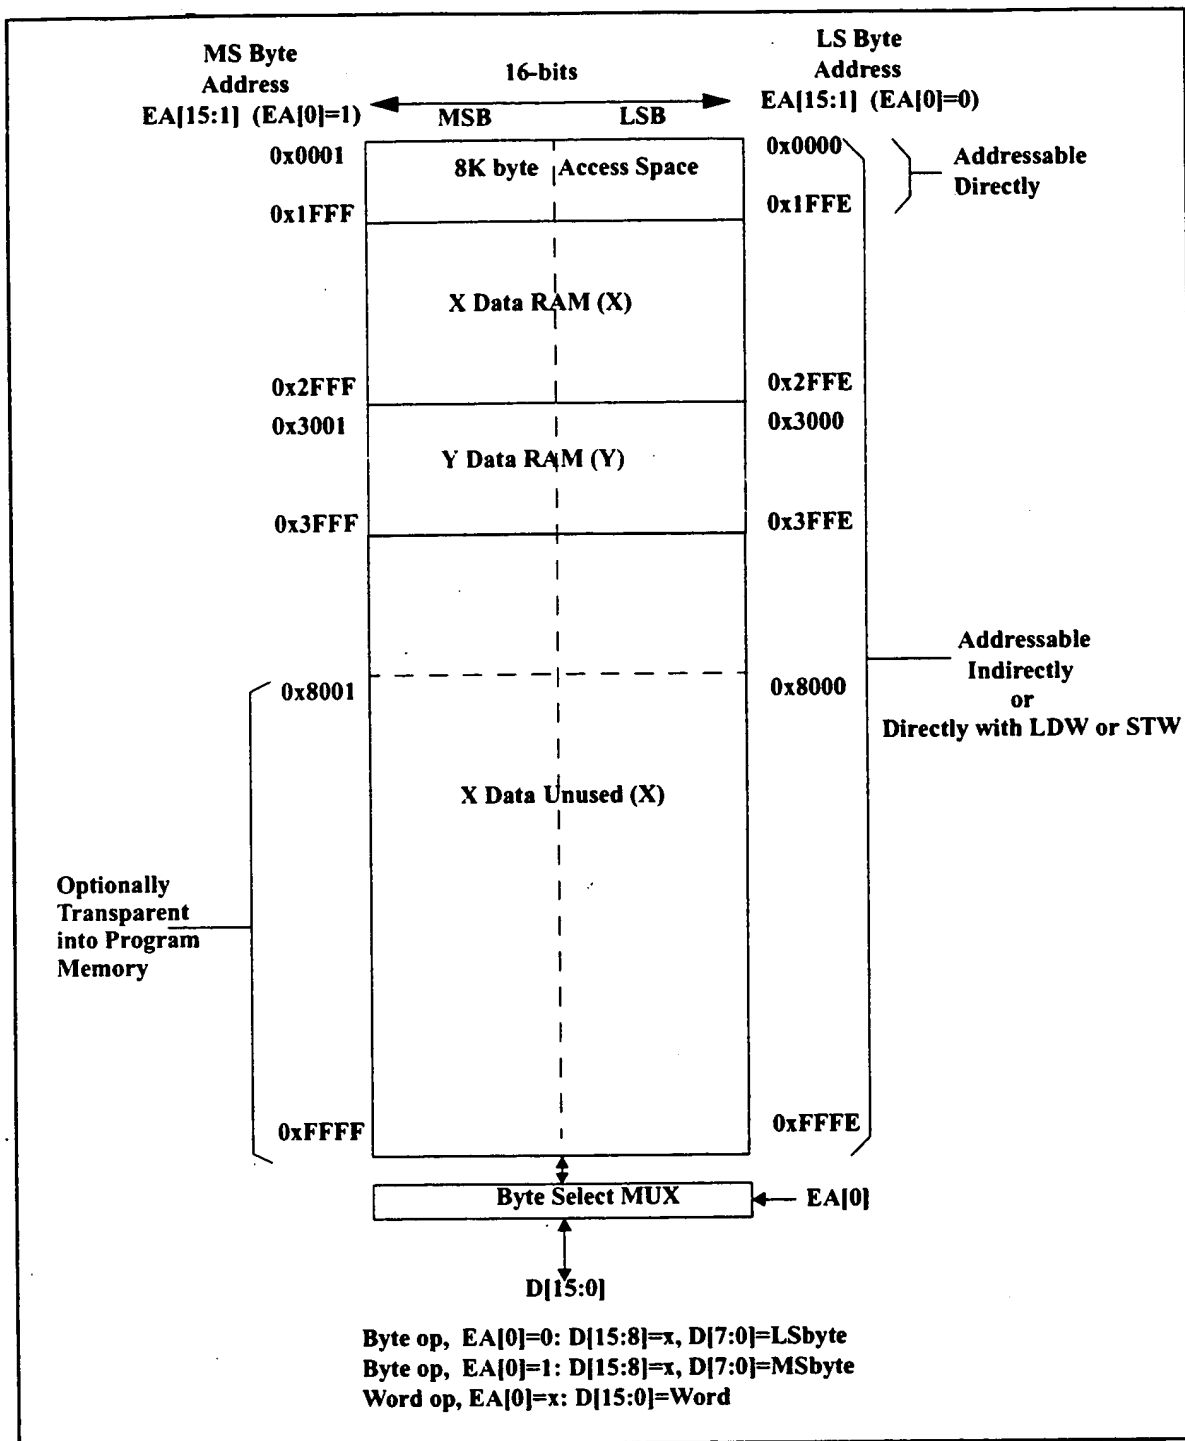 MS Byte
Address
EA[15:1] (EA[0]=1)
16-bits
MSB LSB
LS Byte
Address
EA[15:1] (EA[0]=0)
0x0001
8K byte Access Space
0x0000
Addressable
Directly
0x1FFF
0x1FFE
X Data RAM (X)
0x2FFF
0x2FFE
0x3001
0x3000
Y Data RAM (Y)
0x3FFF
0x3FFE
Addressable
Indirectly
or
Directly with LDW or STW
0x8001
0x8000
X Data Unused (X)
Optionally
Transparent
into Program
Memory
0xFFFF
0xFFFE
Byte Select MUX
EA[0]
D[15:0]
Byte op, EA[0]=0: D[15:8]=x, D[7:0]=LSbyte
Byte op, EA[0]=1: D[15:8]=x, D[7:0]=MSbyte
Word op, EA[0]=x: D[15:0]=Word